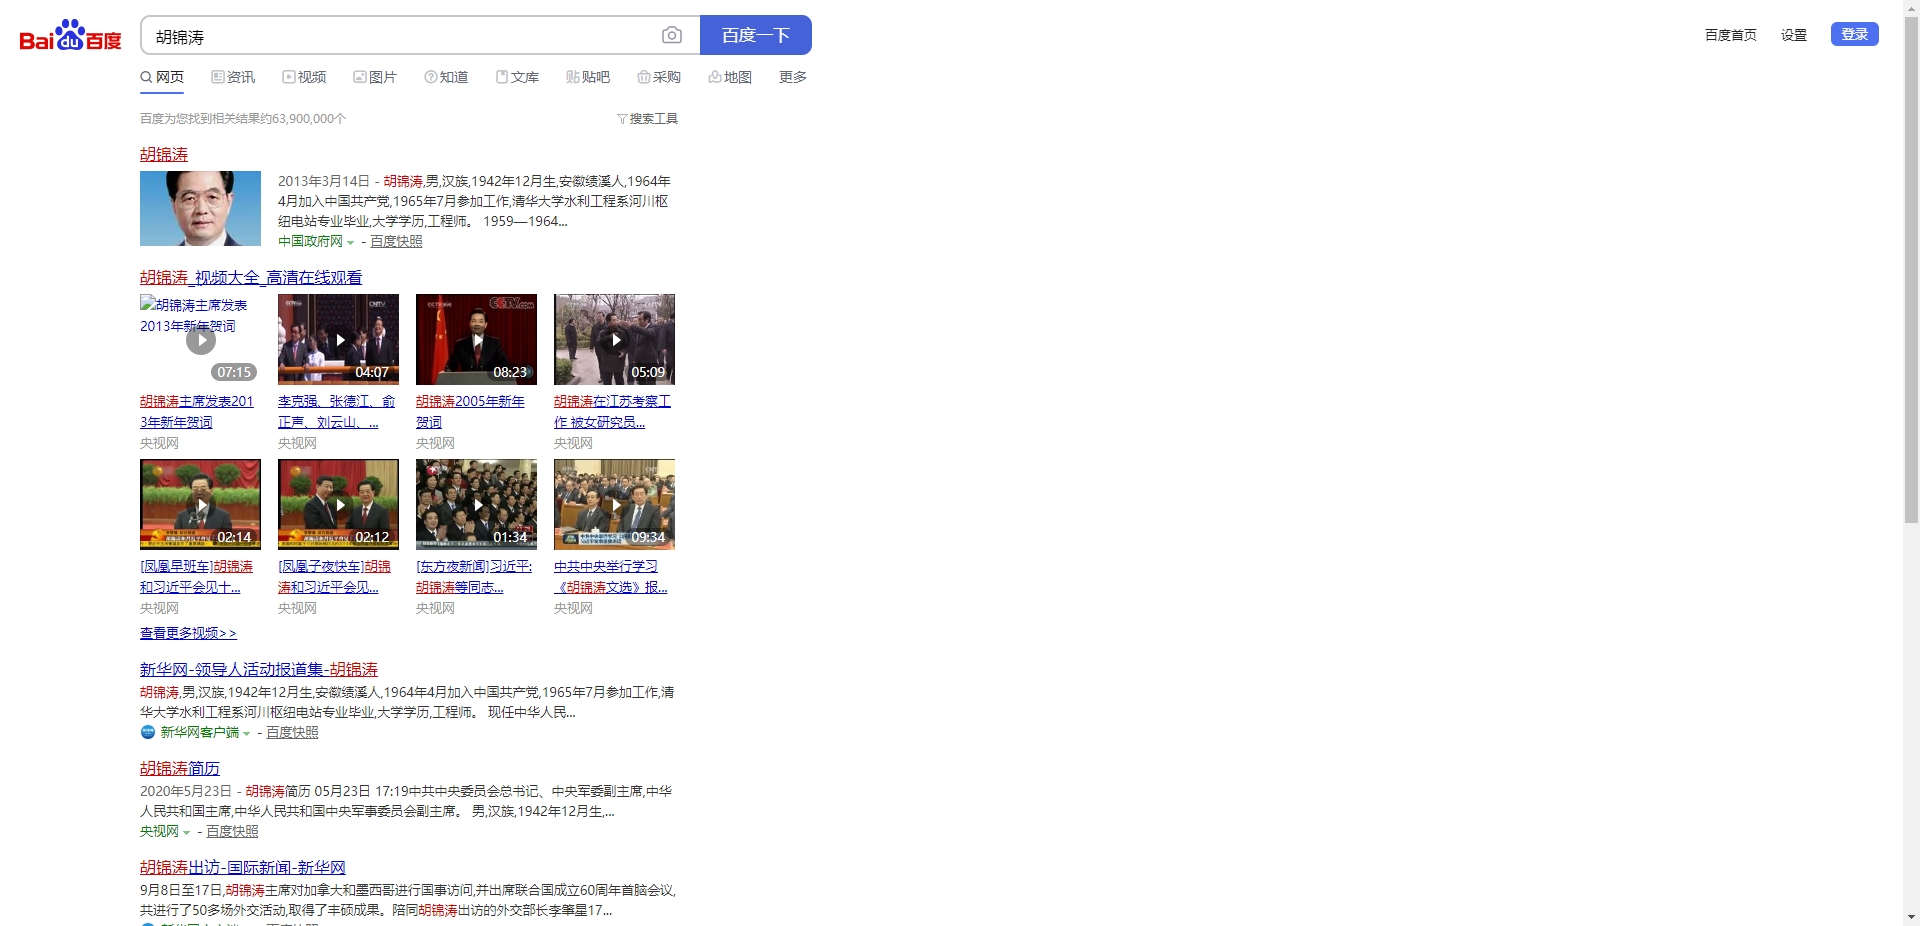 Bai du 百度
胡锦涛
百度一下
百度首页 设置 登录
网页 资讯 视频 图片 知道 文库 贴吧 采购 地图 更多
百度为您找到相关结果约63,900,000个
搜索工具
胡锦涛
2013年3月14日 - 胡锦涛,男,汉族,1942年12月生,安徽绩溪人,1964年
4月加入中国共产党,1965年7月参加工作,清华大学水利工程系河川枢
纽电站专业毕业,大学学历,工程师。 1959—1964...
中国政府网 - 百度快照
胡锦涛_视频大全_高清在线观看
胡锦涛主席发表
2013年新年贺词
07:15
04:07
CCTV.com
08:23
05:09
胡锦涛主席发表201
3年新年贺词
央视网
李克强、张德江、俞
正声、刘云山、...
央视网
胡锦涛2005年新年
贺词
央视网
胡锦涛在江苏考察工
作 被女研究员...
央视网
02:14
02:12
01:34
09:34
[凤凰早班车]胡锦涛
和习近平会见十...
央视网
[凤凰子夜快车]胡锦
涛和习近平会见...
央视网
[东方夜新闻]习近平:
胡锦涛等同志...
央视网
中共中央举行学习
《胡锦涛文选》报...
央视网
查看更多视频>>
新华网-领导人活动报道集-胡锦涛
胡锦涛,男,汉族,1942年12月生,安徽绩溪人,1964年4月加入中国共产党,1965年7月参加工作,清
华大学水利工程系河川枢纽电站专业毕业,大学学历,工程师。 现任中华人民...
新华网客户端 - 百度快照
胡锦涛简历
2020年5月23日 - 胡锦涛简历 05月23日 17:19中共中央委员会总书记、中央军委副主席,中华
人民共和国主席,中华人民共和国中央军事委员会副主席。 男,汉族,1942年12月生,...
央视网 - 百度快照
胡锦涛出访-国际新闻-新华网
9月8日至17日,胡锦涛主席对加拿大和墨西哥进行国事访问,并出席联合国成立60周年首脑会议,
共进行了50多场外交活动,取得了丰硕成果。陪同胡锦涛出访的外交部长李肇星17...